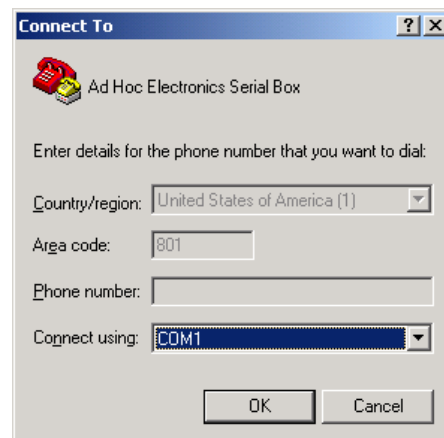 Connect To
Ad Hoc Electronics Serial Box
Enter details for the phone number that you want to dial:
Country/region: United States of America (1)
Area code: 801
Phone number:
Connect using: COM1
OK Cancel